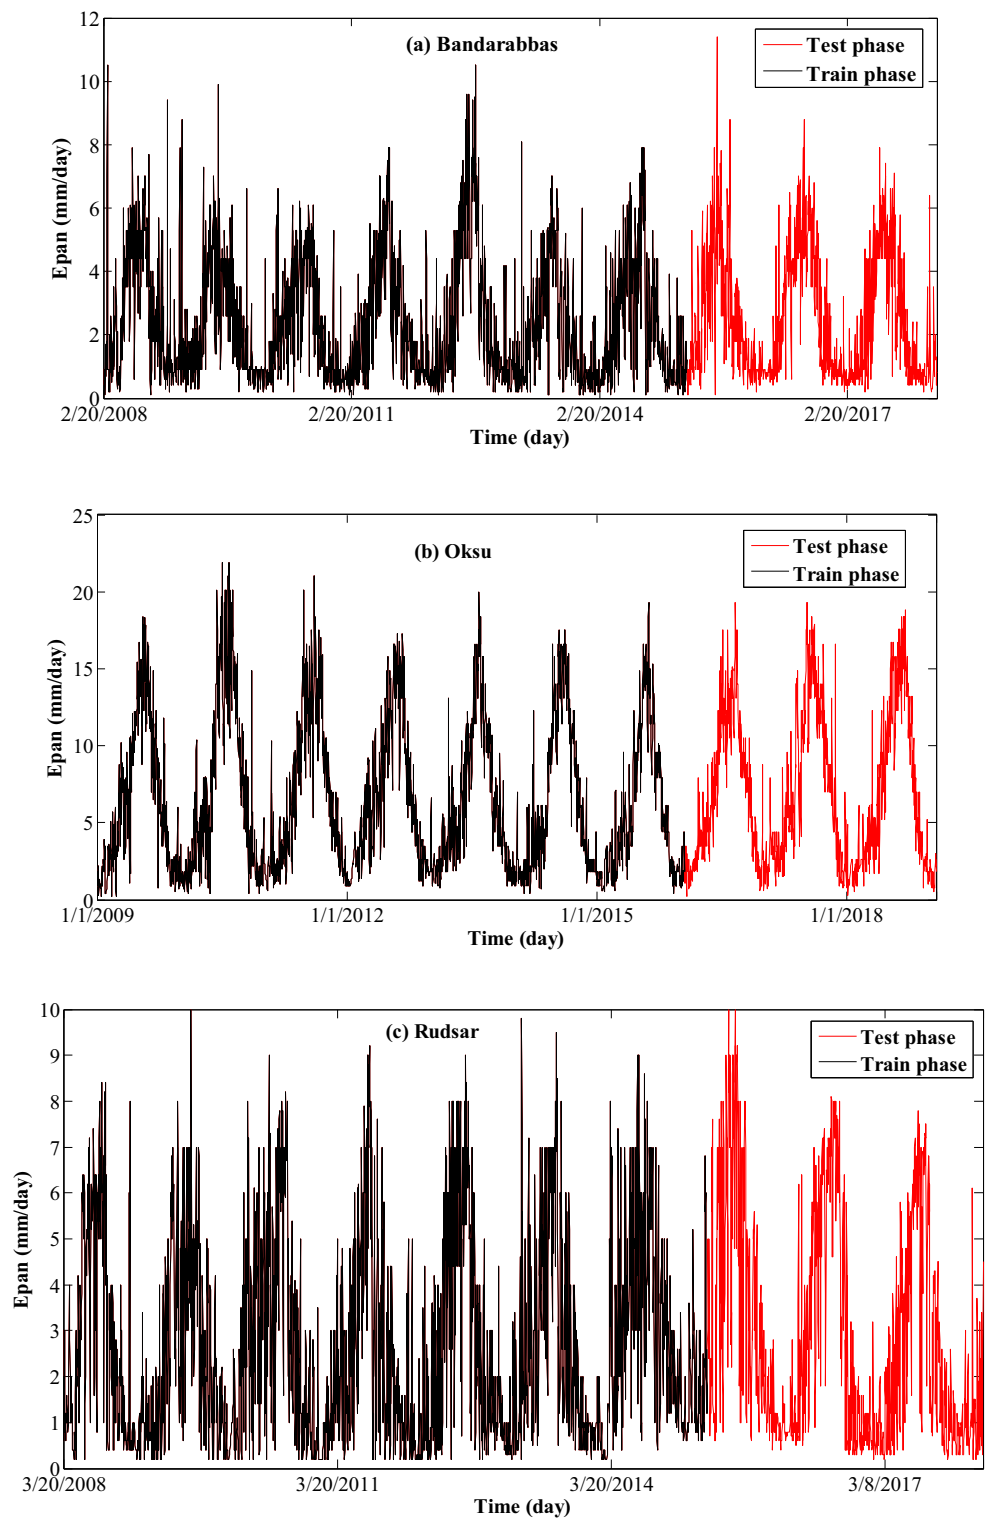 12
(a) Bandarabbas
Test phase
Train phase
10
8
6
4
2
0
Epan (mm/day)
2/20/2008
2/20/2011
2/20/2014
2/20/2017
Time (day)
25
(b) Oksu
Test phase
Train phase
20
15
10
5
0
Epan (mm/day)
1/1/2009
1/1/2012
1/1/2015
1/1/2018
Time (day)
10
(c) Rudsar
Test phase
Train phase
9
8
7
6
5
4
3
2
1
0
Epan (mm/day)
3/20/2008
3/20/2011
3/20/2014
3/8/2017
Time (day)